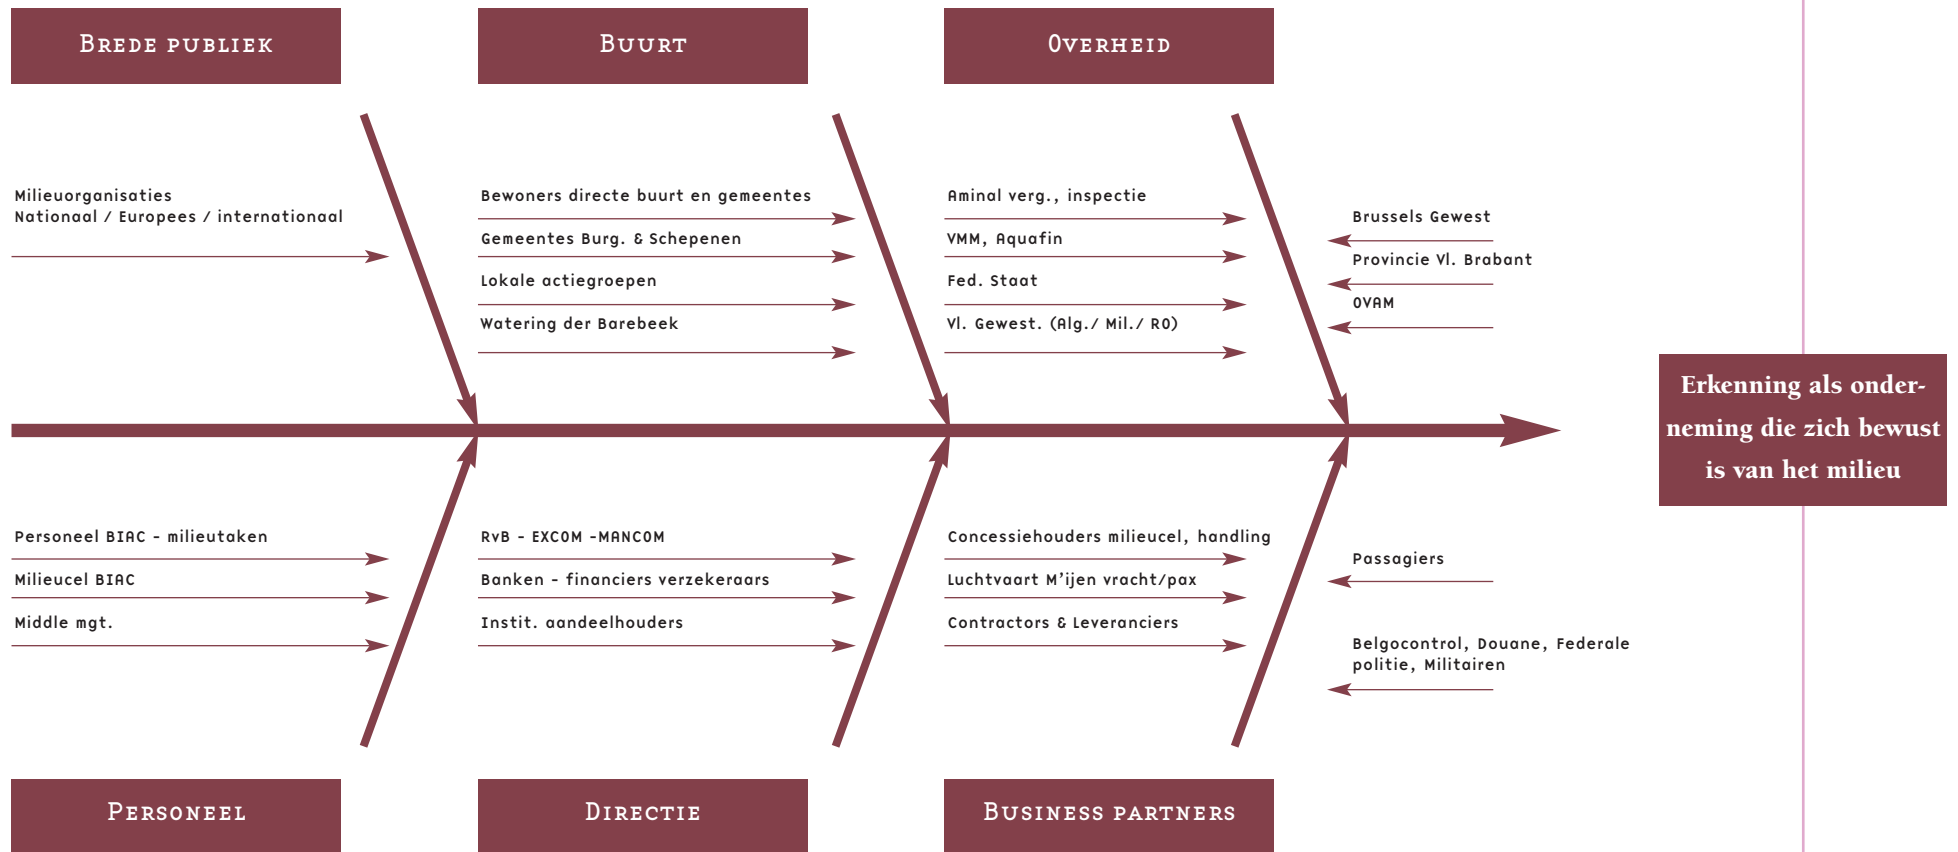 Brede publiek
Buurt
Overheid
Milieuorganisaties
Nationaal / Europees / internationaal
Bewoners directe buurt en gemeentes
Gemeentes Burg. & Schepenen
Lokale actiegroepen
Watering der Barebeek
Aminal verg., inspectie
VMM, Aquafin
Fed. Staat
Vl. Gewest. (Alg./ Mil./ RO)
Brussels Gewest
Provincie Vl. Brabant
OVAM
Erkenning als onder-
neming die zich bewust
is van het milieu
Personeel BIAC - milieutaken
Milieucel BIAC
Middle mgt.
RvB - EXCOM -MANCOM
Banken - financiers verzekeraars
Instit. aandeelhouders
Concessiehouders milieucel, handling
Luchtvaart M'ijen vracht/pax
Contractors & Leveranciers
Passagiers
Belgocontrol, Douane, Federale
politie, Militairen
Personeel
Directie
Business partners